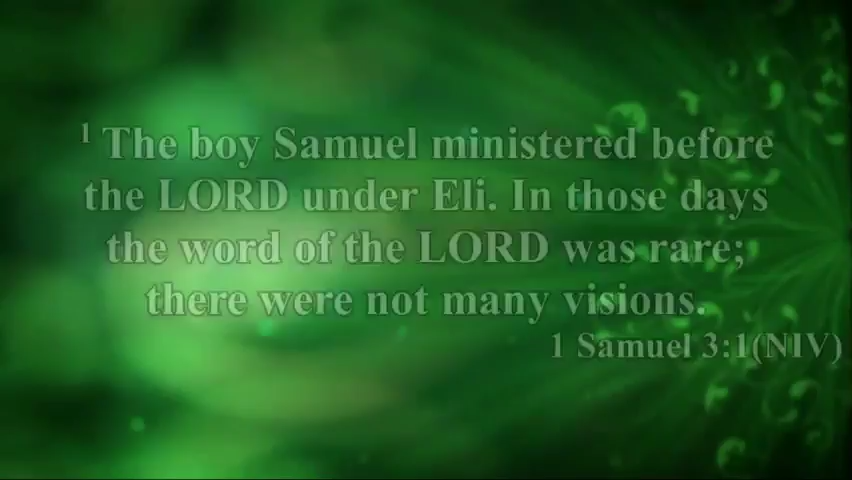 1 The boy Samuel ministered before
the LORD under Eli. In those days
the word of the LORD was rare;
there were not many visions.
1 Samuel 3:1(NIV)